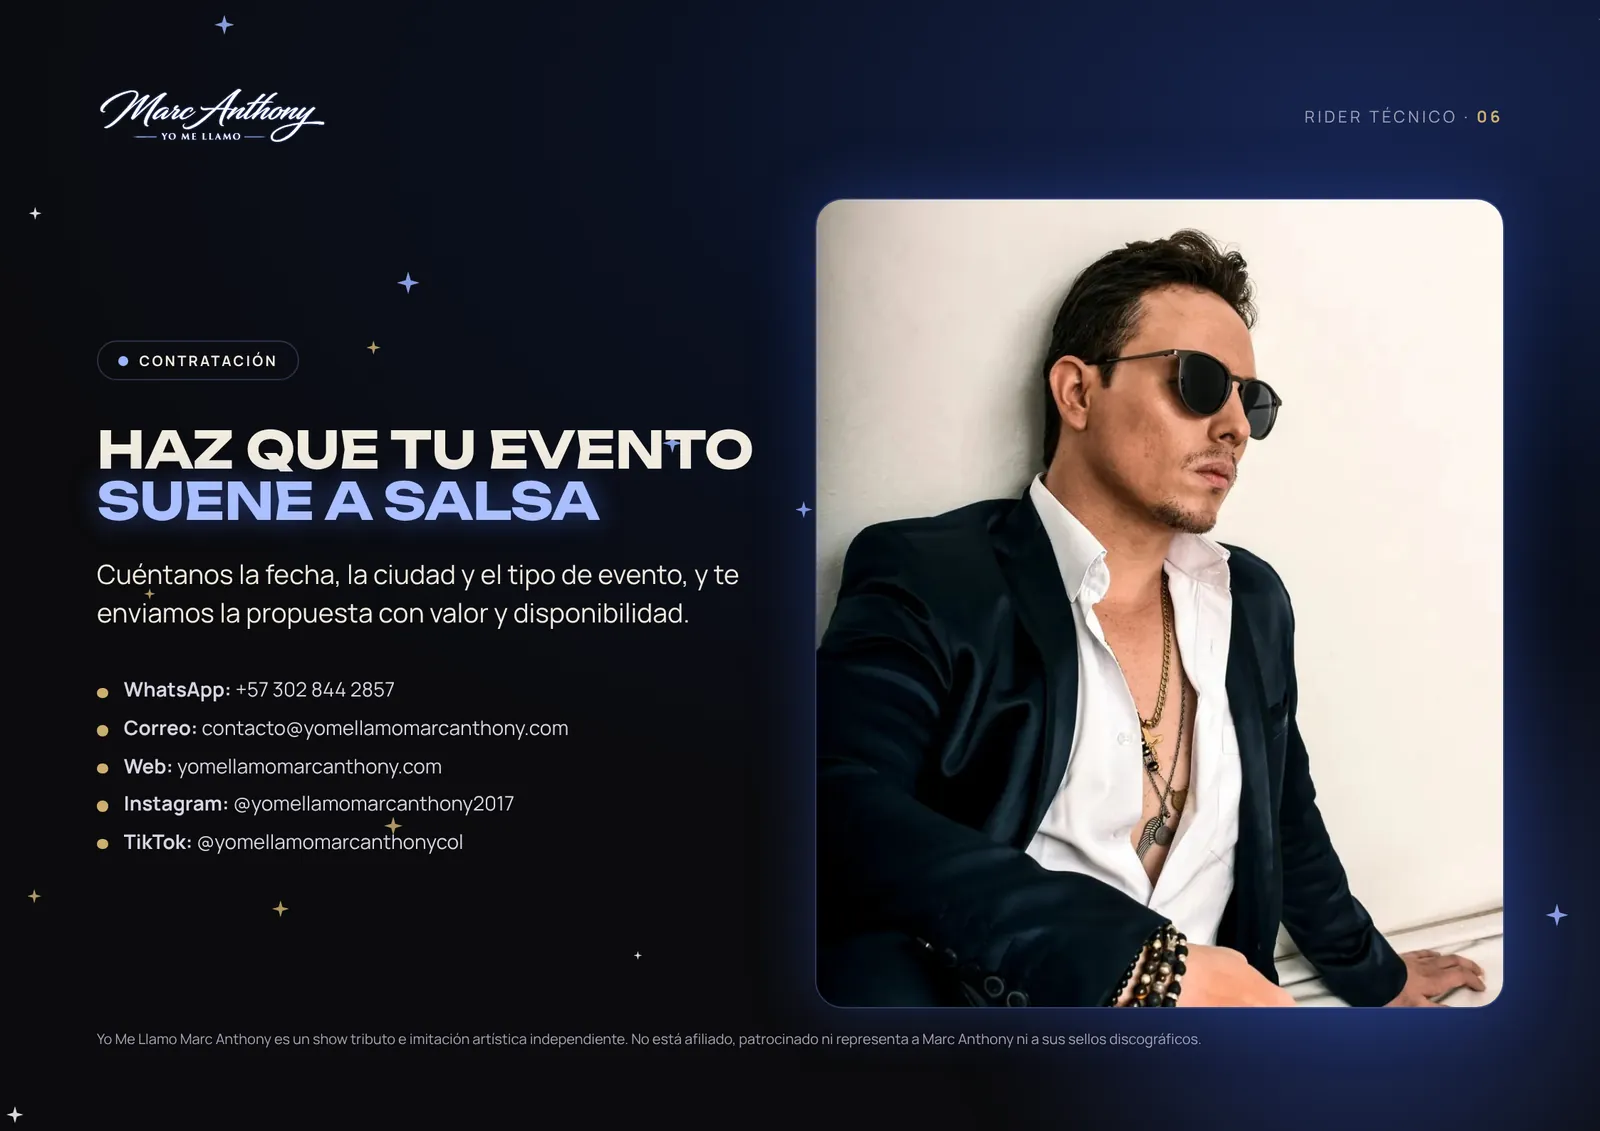 Marc Anthony
YO ME LLAMO
RIDER TÉCNICO · 06
CONTRATACIÓN
HAZ QUE TU EVENTO
SUENE A SALSA
Cuéntanos la fecha, la ciudad y el tipo de evento, y te
enviamos la propuesta con valor y disponibilidad.
WhatsApp: +57 302 844 2857
Correo: contacto@yomellamomarcanthony.com
Web: yomellamomarcanthony.com
Instagram: @yomellamomarcanthony2017
TikTok: @yomellamomarcanthonycol
Yo Me Llamo Marc Anthony es un show tributo e imitación artística independiente. No está afiliado, patrocinado ni representa a Marc Anthony ni a sus sellos discográficos.